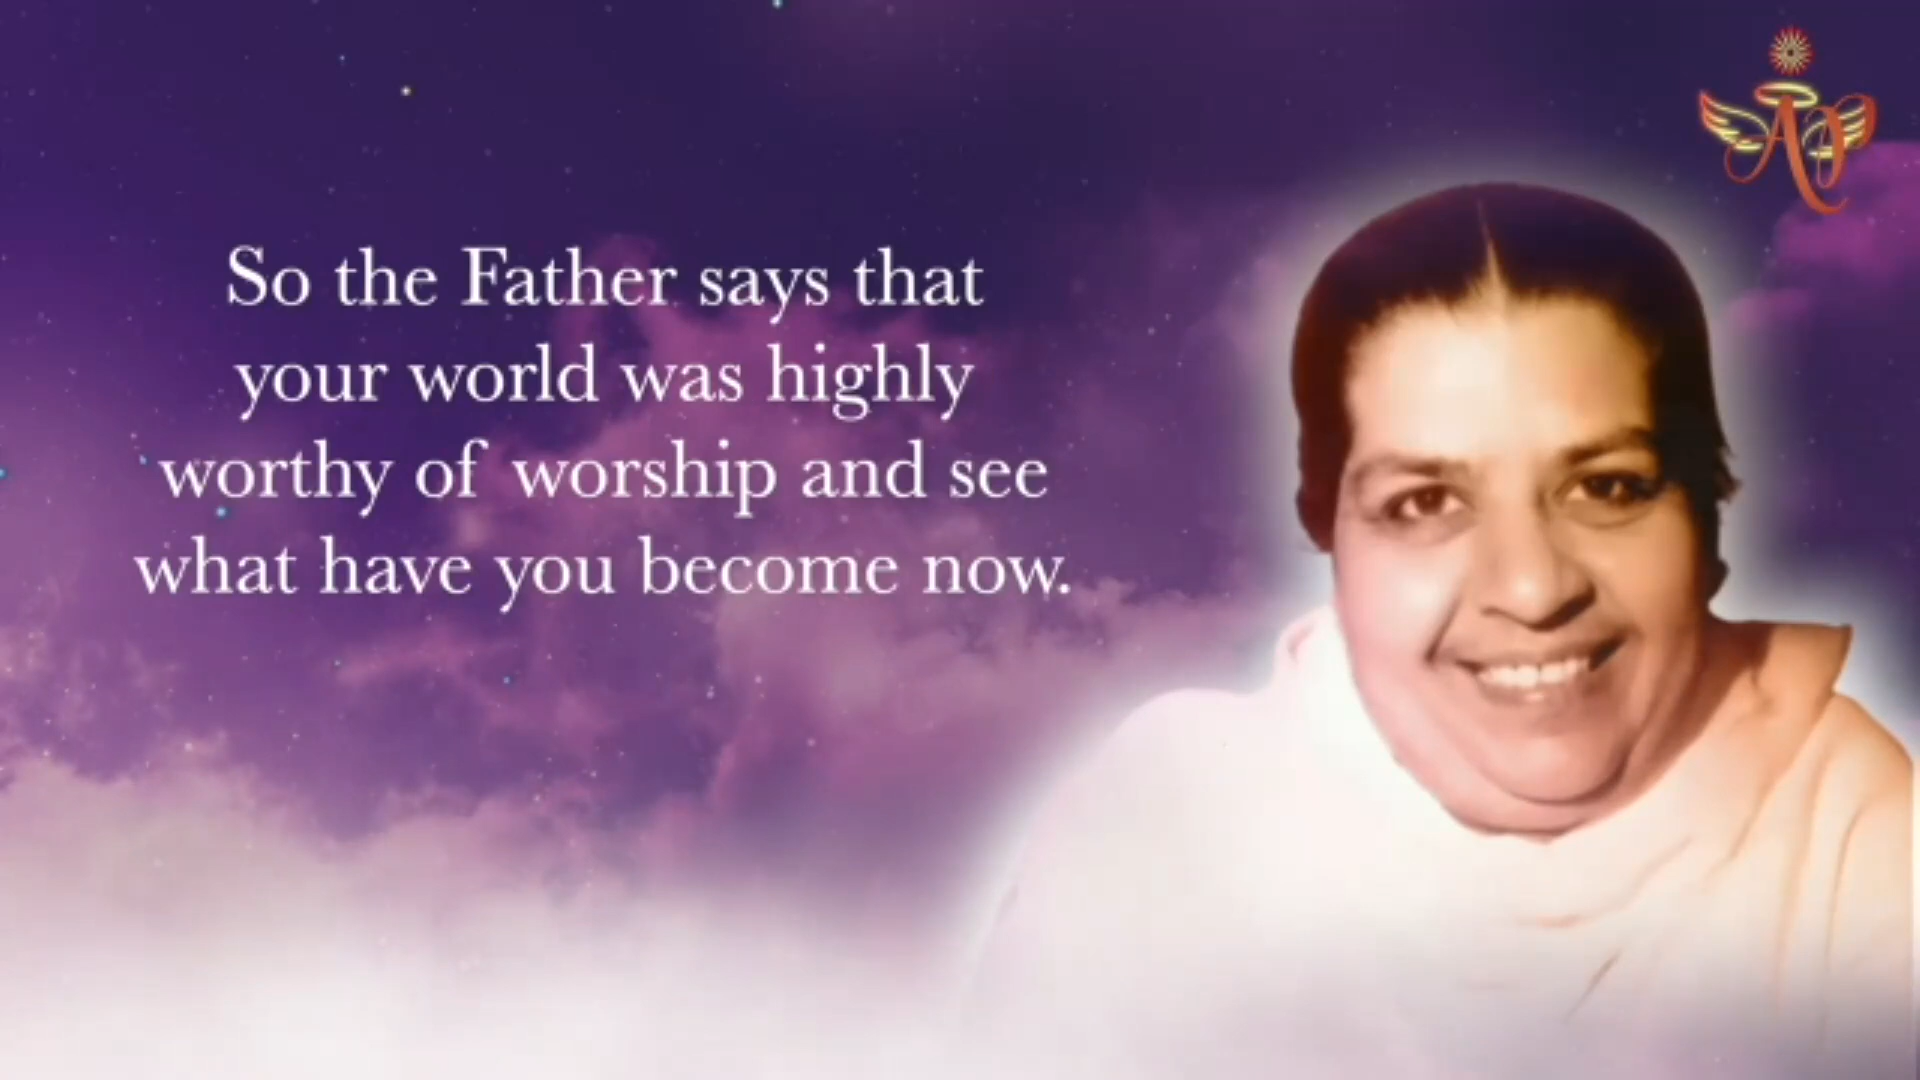 AP
So the Father says that
your world was highly
worthy of worship and see
what have you become now.